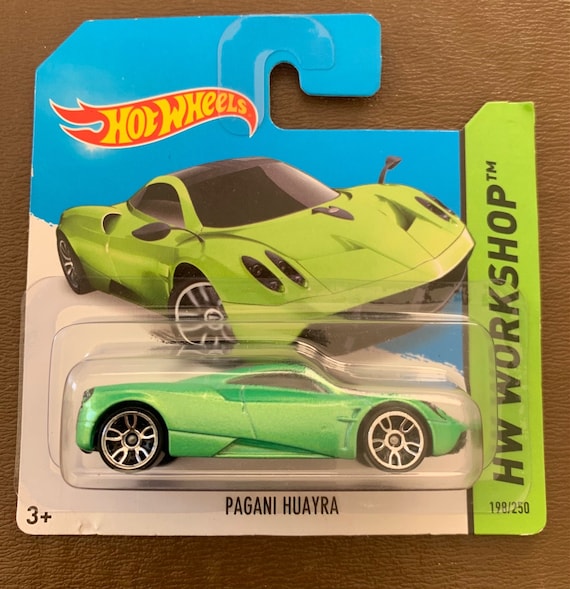 HOT WHEELS
HW WORKSHOP™
PAGANI HUAYRA
3+
198/250